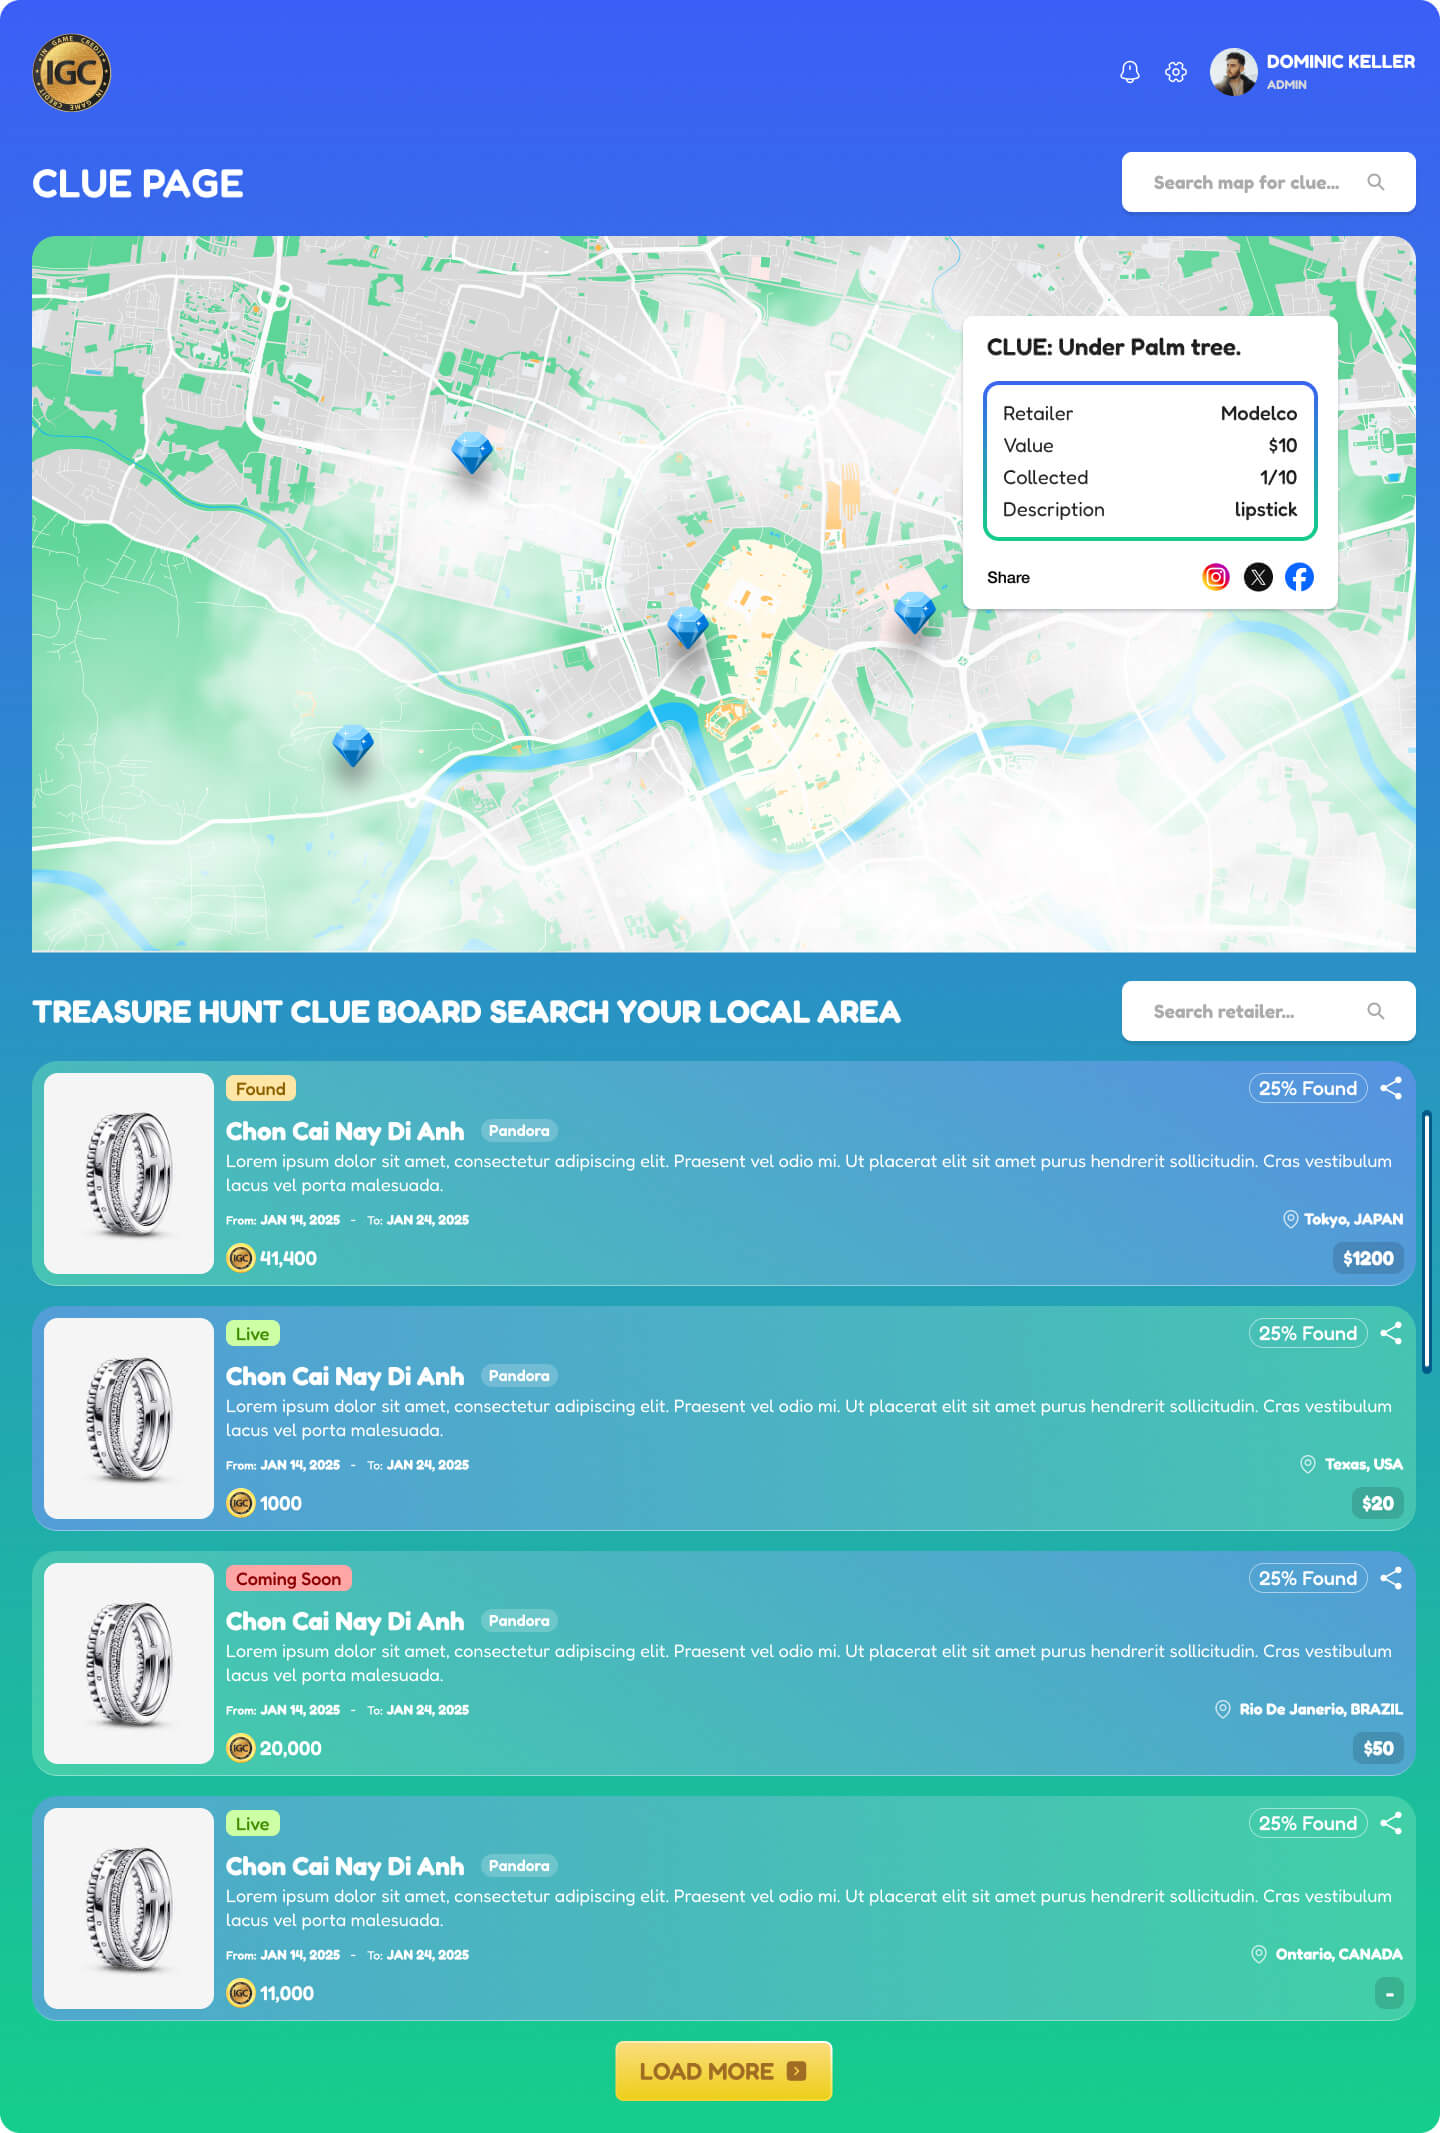 IN GAME CREDIT
IGC
IN GAME CREDIT
DOMINIC KELLER
ADMIN
CLUE PAGE
Search map for clue...
CLUE: Under Palm tree.
Retailer Modelco
Value $10
Collected 1/10
Description lipstick
Share
TREASURE HUNT CLUE BOARD SEARCH YOUR LOCAL AREA
Search retailer...
Found
25% Found
Chon Cai Nay Di Anh Pandora
Lorem ipsum dolor sit amet, consectetur adipiscing elit. Praesent vel odio mi. Ut placerat elit sit amet purus hendrerit sollicitudin. Cras vestibulum
lacus vel porta malesuada.
From: JAN 14, 2025 - To: JAN 24, 2025
Tokyo, JAPAN
IGC 41,400
$1200
Live
25% Found
Chon Cai Nay Di Anh Pandora
Lorem ipsum dolor sit amet, consectetur adipiscing elit. Praesent vel odio mi. Ut placerat elit sit amet purus hendrerit sollicitudin. Cras vestibulum
lacus vel porta malesuada.
From: JAN 14, 2025 - To: JAN 24, 2025
Texas, USA
IGC 1000
$20
Coming Soon
25% Found
Chon Cai Nay Di Anh Pandora
Lorem ipsum dolor sit amet, consectetur adipiscing elit. Praesent vel odio mi. Ut placerat elit sit amet purus hendrerit sollicitudin. Cras vestibulum
lacus vel porta malesuada.
From: JAN 14, 2025 - To: JAN 24, 2025
Rio De Janerio, BRAZIL
IGC 20,000
$50
Live
25% Found
Chon Cai Nay Di Anh Pandora
Lorem ipsum dolor sit amet, consectetur adipiscing elit. Praesent vel odio mi. Ut placerat elit sit amet purus hendrerit sollicitudin. Cras vestibulum
lacus vel porta malesuada.
From: JAN 14, 2025 - To: JAN 24, 2025
Ontario, CANADA
IGC 11,000
-
LOAD MORE